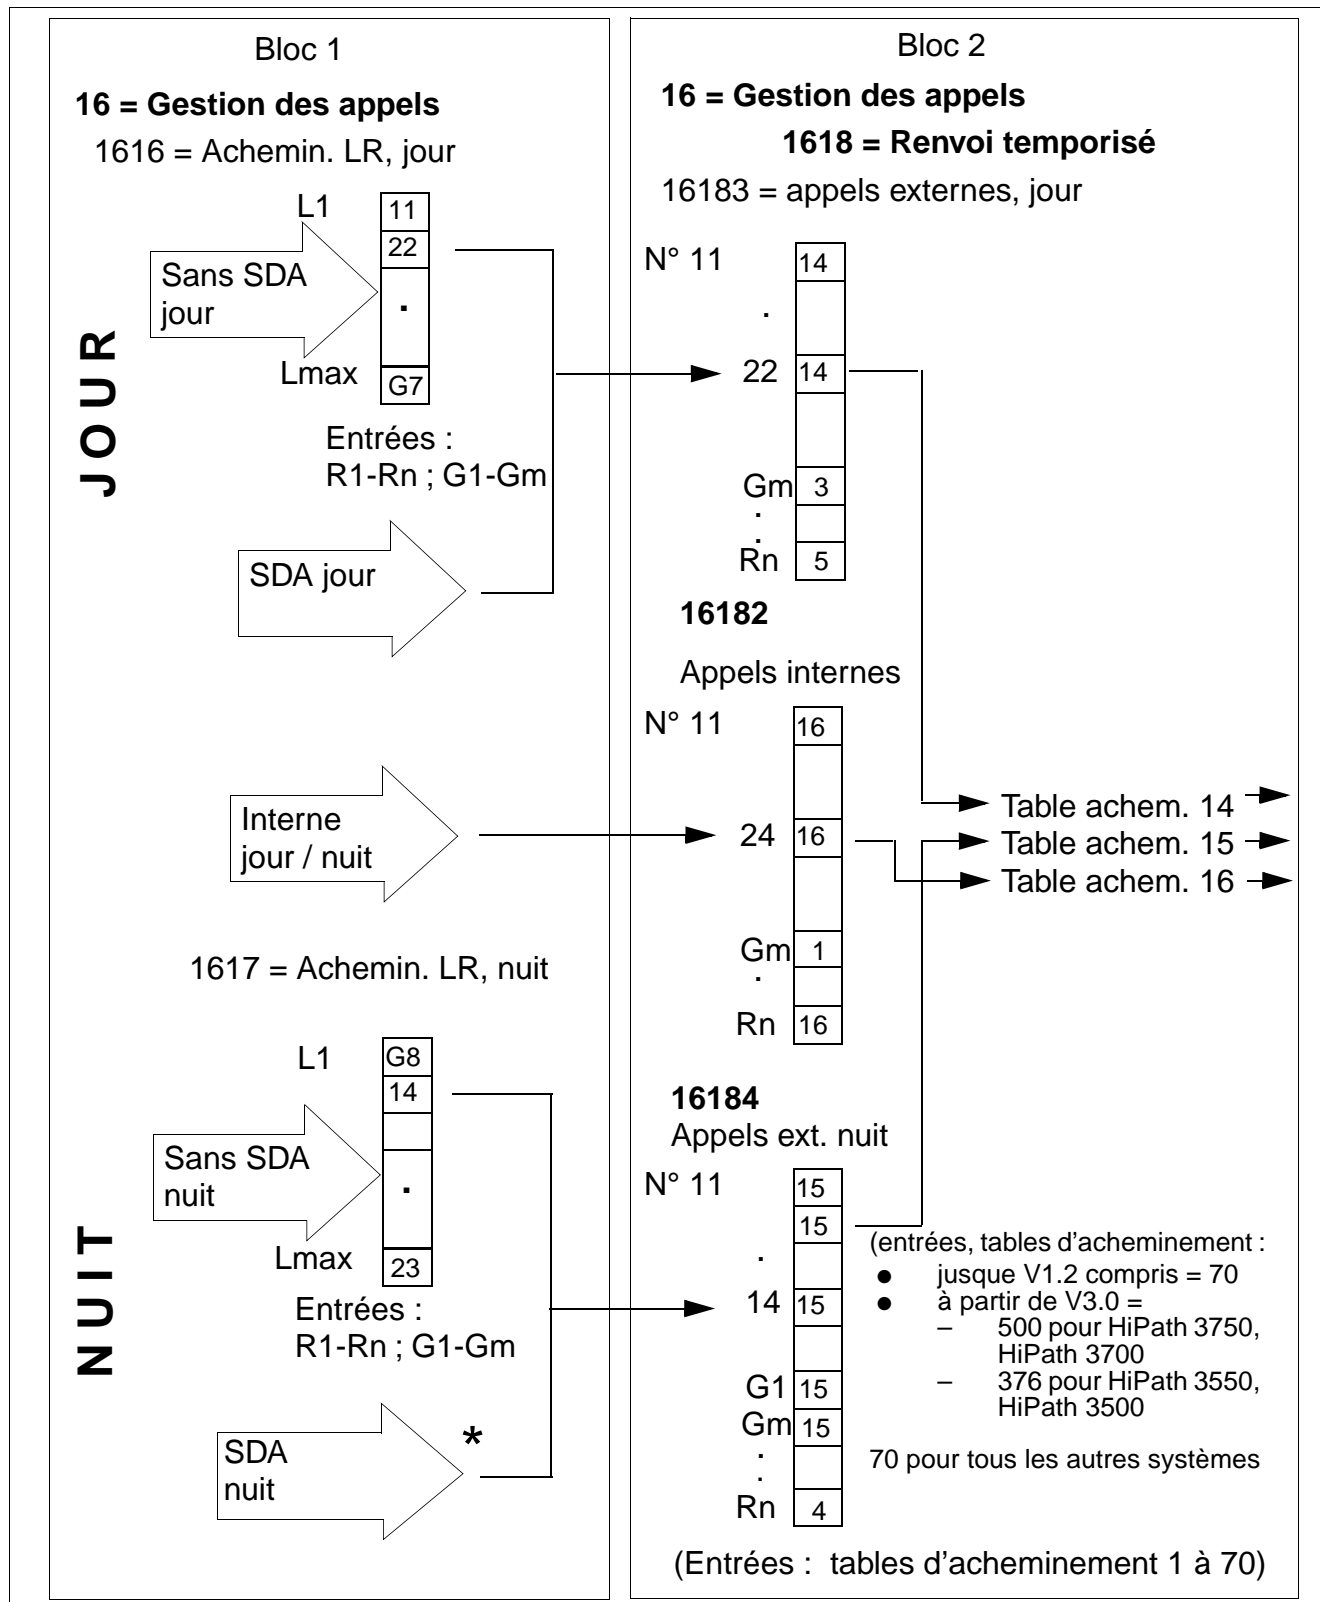 Bloc 1
16 = Gestion des appels
1616 = Achemin. LR, jour
L1
11
22
Sans SDA
jour
.
Lmax
G7
Entrées :
R1-Rn ; G1-Gm
SDA jour
JOUR
Interne
jour / nuit
1617 = Achemin. LR, nuit
L1
G8
14
Sans SDA
nuit
.
Lmax
23
Entrées :
R1-Rn ; G1-Gm
SDA
nuit
*
NUIT
Bloc 2
16 = Gestion des appels
1618 = Renvoi temporisé
16183 = appels externes, jour
N° 11 14
.
22 14
Gm 3
.
.
Rn 5
16182
Appels internes
N° 11 16
24 16
Gm 1
.
Rn 16
Table achem. 14
Table achem. 15
Table achem. 16
16184
Appels ext. nuit
N° 11 15
15
.
14 15
G1 15
Gm 15
.
.
Rn 4
(entrées, tables d'acheminement :
● jusque V1.2 compris = 70
● à partir de V3.0 =
– 500 pour HiPath 3750,
HiPath 3700
– 376 pour HiPath 3550,
HiPath 3500
70 pour tous les autres systèmes
(Entrées : tables d'acheminement 1 à 70)